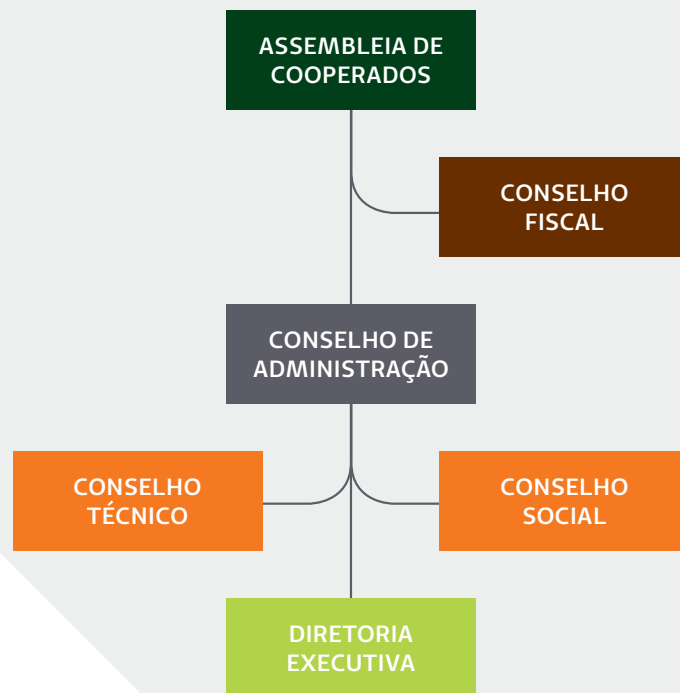 ASSEMBLEIA DE
COOPERADOS
CONSELHO
FISCAL
CONSELHO DE
ADMINISTRAÇÃO
CONSELHO
TÉCNICO
CONSELHO
SOCIAL
DIRETORIA
EXECUTIVA